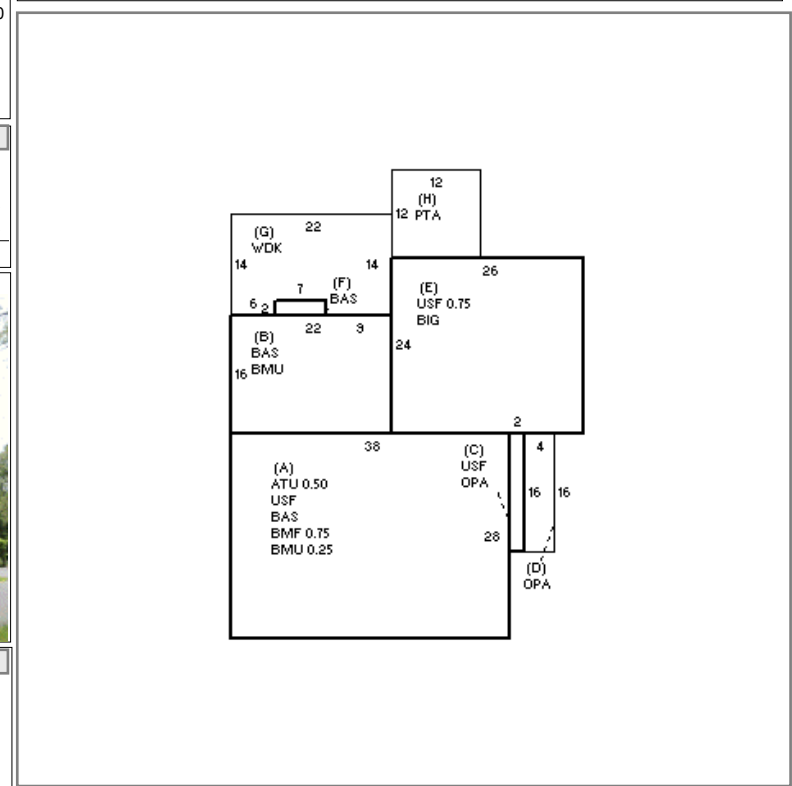 12
(H)
12 PTA
(G)
22
WDK
14
14
26
(F)
7
BAS
(E)
USF 0.75
BIG
6
2
22
9
(B)
BAS
BMU
16
24
2
38
(C)
USF
OPA
4
(A)
ATU 0.50
USF
BAS
BMF 0.75
BMU 0.25
16
16
28
(D)
OPA